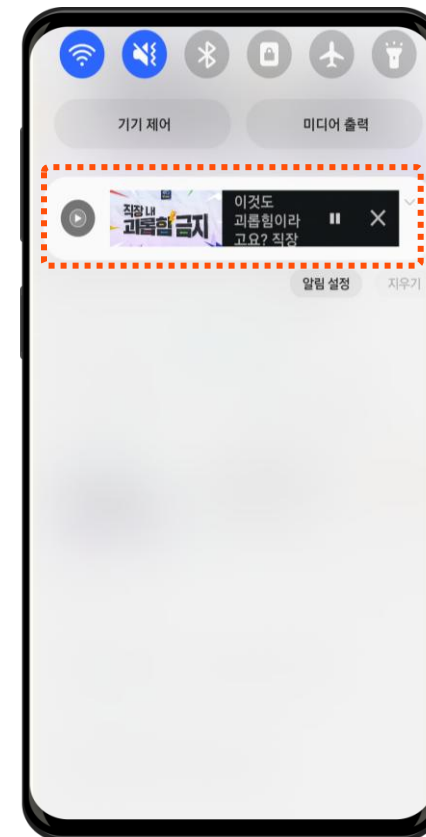 기기 제어
미디어 출력
직장 내
괴롭힘 금지
이것도
괴롭힘이라
고요? 직장
알림 설정
지우기